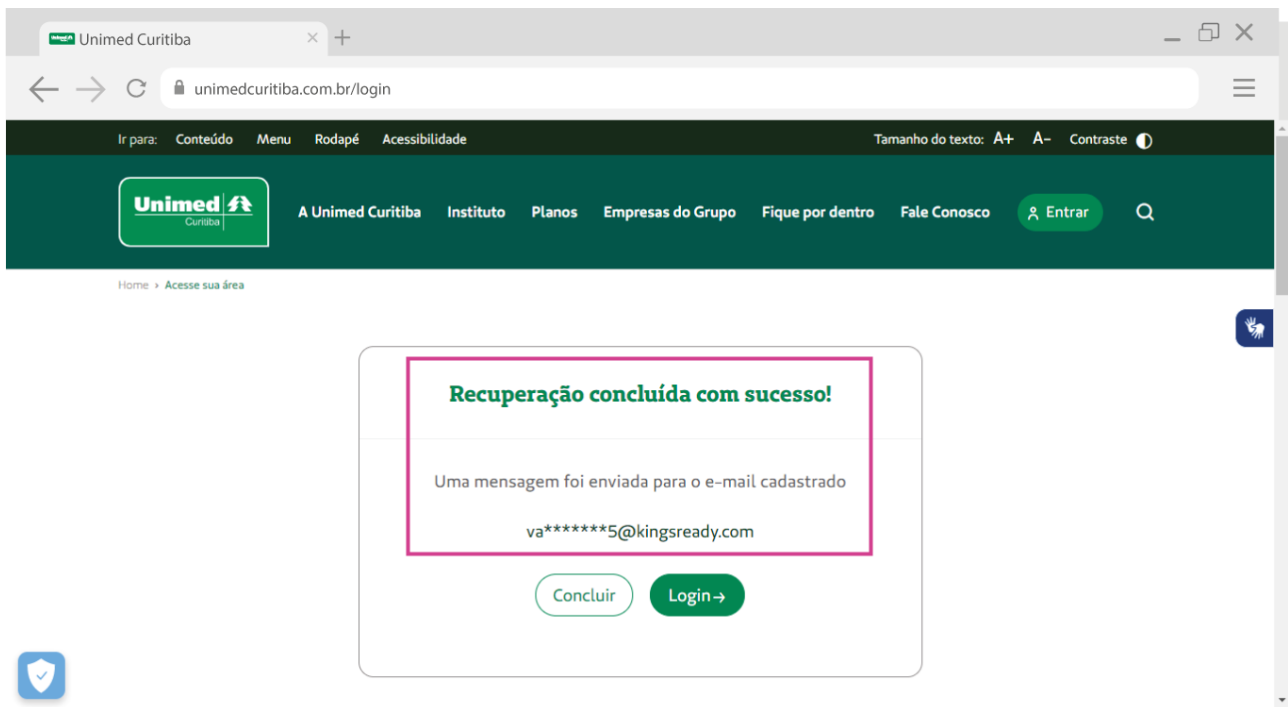 Unimed Curitiba
unimedcuritiba.com.br/login
Ir para: Conteúdo Menu Rodapé Acessibilidade Tamanho do texto: A+ A- Contraste
Unimed
Curitiba
A Unimed Curitiba Instituto Planos Empresas do Grupo Fique por dentro Fale Conosco Entrar
Home › Acesse sua área
Recuperação concluída com sucesso!
Uma mensagem foi enviada para o e-mail cadastrado
va*******5@kingsready.com
Concluir Login→